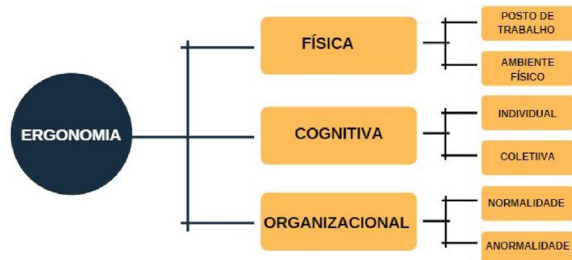 ERGONOMIA
FÍSICA
POSTO DE
TRABALHO
AMBIENTE
FÍSICO
COGNITIVA
INDIVIDUAL
COLETIIVA
ORGANIZACIONAL
NORMALIDADE
ANORMALIDADE